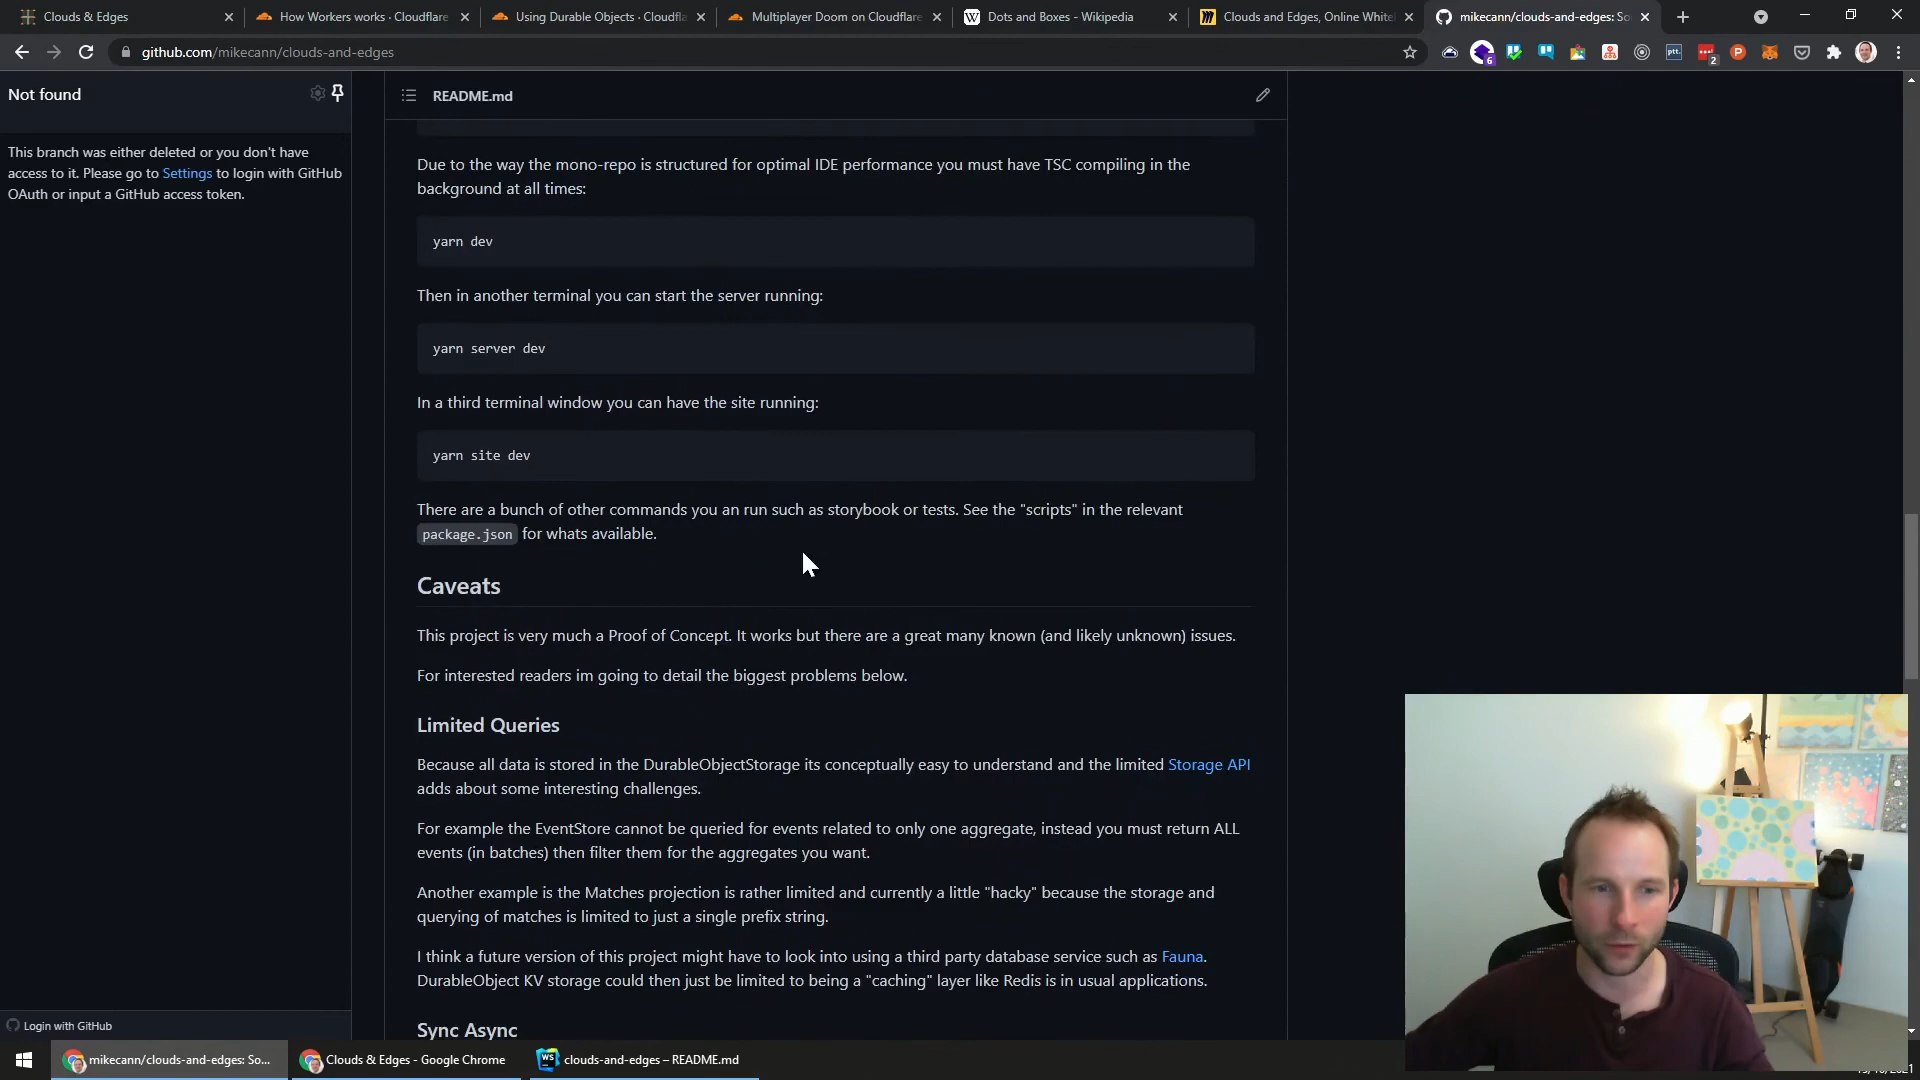 Clouds & Edges
How Workers works · Cloudflare
Using Durable Objects · Cloudfla
Multiplayer Doom on Cloudflare
Dots and Boxes - Wikipedia
Clouds and Edges, Online White
mikecann/clouds-and-edges: So
github.com/mikecann/clouds-and-edges
6
ptt.
2
Not found
This branch was either deleted or you don't have
access to it. Please go to Settings to login with GitHub
OAuth or input a GitHub access token.
README.md
Due to the way the mono-repo is structured for optimal IDE performance you must have TSC compiling in the
background at all times:
yarn dev
Then in another terminal you can start the server running:
yarn server dev
In a third terminal window you can have the site running:
yarn site dev
There are a bunch of other commands you an run such as storybook or tests. See the "scripts" in the relevant
package.json for whats available.
Caveats
This project is very much a Proof of Concept. It works but there are a great many known (and likely unknown) issues.
For interested readers im going to detail the biggest problems below.
Limited Queries
Because all data is stored in the DurableObjectStorage its conceptually easy to understand and the limited Storage API
adds about some interesting challenges.
For example the EventStore cannot be queried for events related to only one aggregate, instead you must return ALL
events (in batches) then filter them for the aggregates you want.
Another example is the Matches projection is rather limited and currently a little "hacky" because the storage and
querying of matches is limited to just a single prefix string.
I think a future version of this project might have to look into using a third party database service such as Fauna.
DurableObject KV storage could then just be limited to being a "caching" layer like Redis is in usual applications.
Sync Async
Login with GitHub
mikecann/clouds-and-edges: So...
Clouds & Edges - Google Chrome
WS
clouds-and-edges – README.md